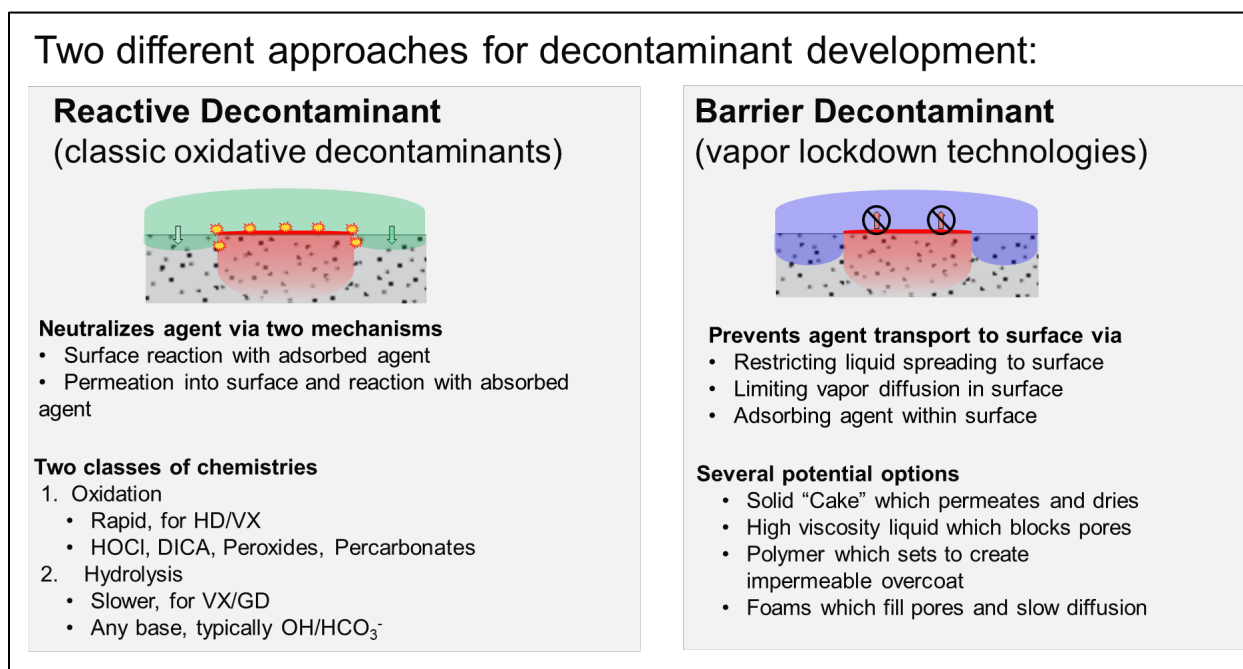 Two different approaches for decontaminant development:
Reactive Decontaminant
(classic oxidative decontaminants)
Neutralizes agent via two mechanisms
• Surface reaction with adsorbed agent
• Permeation into surface and reaction with absorbed
agent
Two classes of chemistries
1. Oxidation
• Rapid, for HD/VX
• HOCl, DICA, Peroxides, Percarbonates
2. Hydrolysis
• Slower, for VX/GD
• Any base, typically OH/HCO₃⁻
Barrier Decontaminant
(vapor lockdown technologies)
Prevents agent transport to surface via
• Restricting liquid spreading to surface
• Limiting vapor diffusion in surface
• Adsorbing agent within surface
Several potential options
• Solid “Cake” which permeates and dries
• High viscosity liquid which blocks pores
• Polymer which sets to create
impermeable overcoat
• Foams which fill pores and slow diffusion